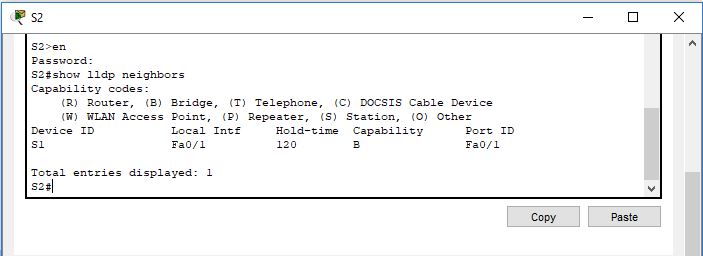 S2
S2>en
Password:
S2#show lldp neighbors
Capability codes:
    (R) Router, (B) Bridge, (T) Telephone, (C) DOCSIS Cable Device
    (W) WLAN Access Point, (P) Repeater, (S) Station, (O) Other
Device ID           Local Intf     Hold-time  Capability      Port ID
S1                  Fa0/1          120        B               Fa0/1
Total entries displayed: 1
S2#
Copy Paste